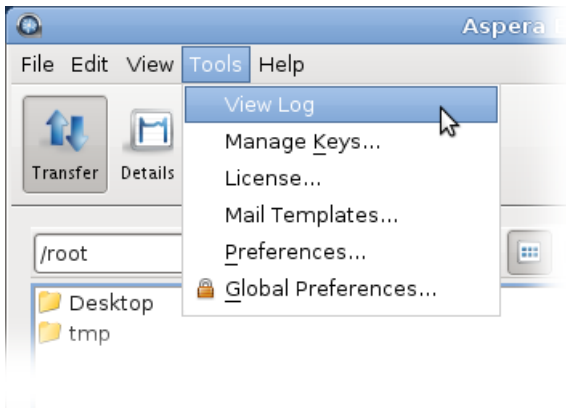 Aspera
File Edit View Tools Help
View Log
Manage Keys...
License...
Mail Templates...
Preferences...
Global Preferences...
Transfer Details
/root
Desktop
tmp